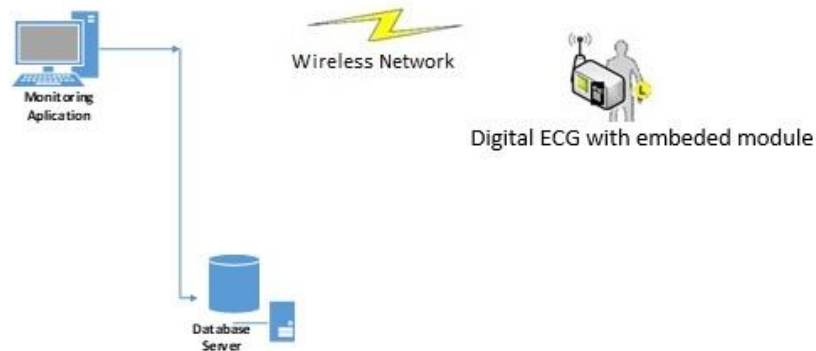 Wireless Network
Monitoring
Aplication
Digital ECG with embeded module
Database
Server